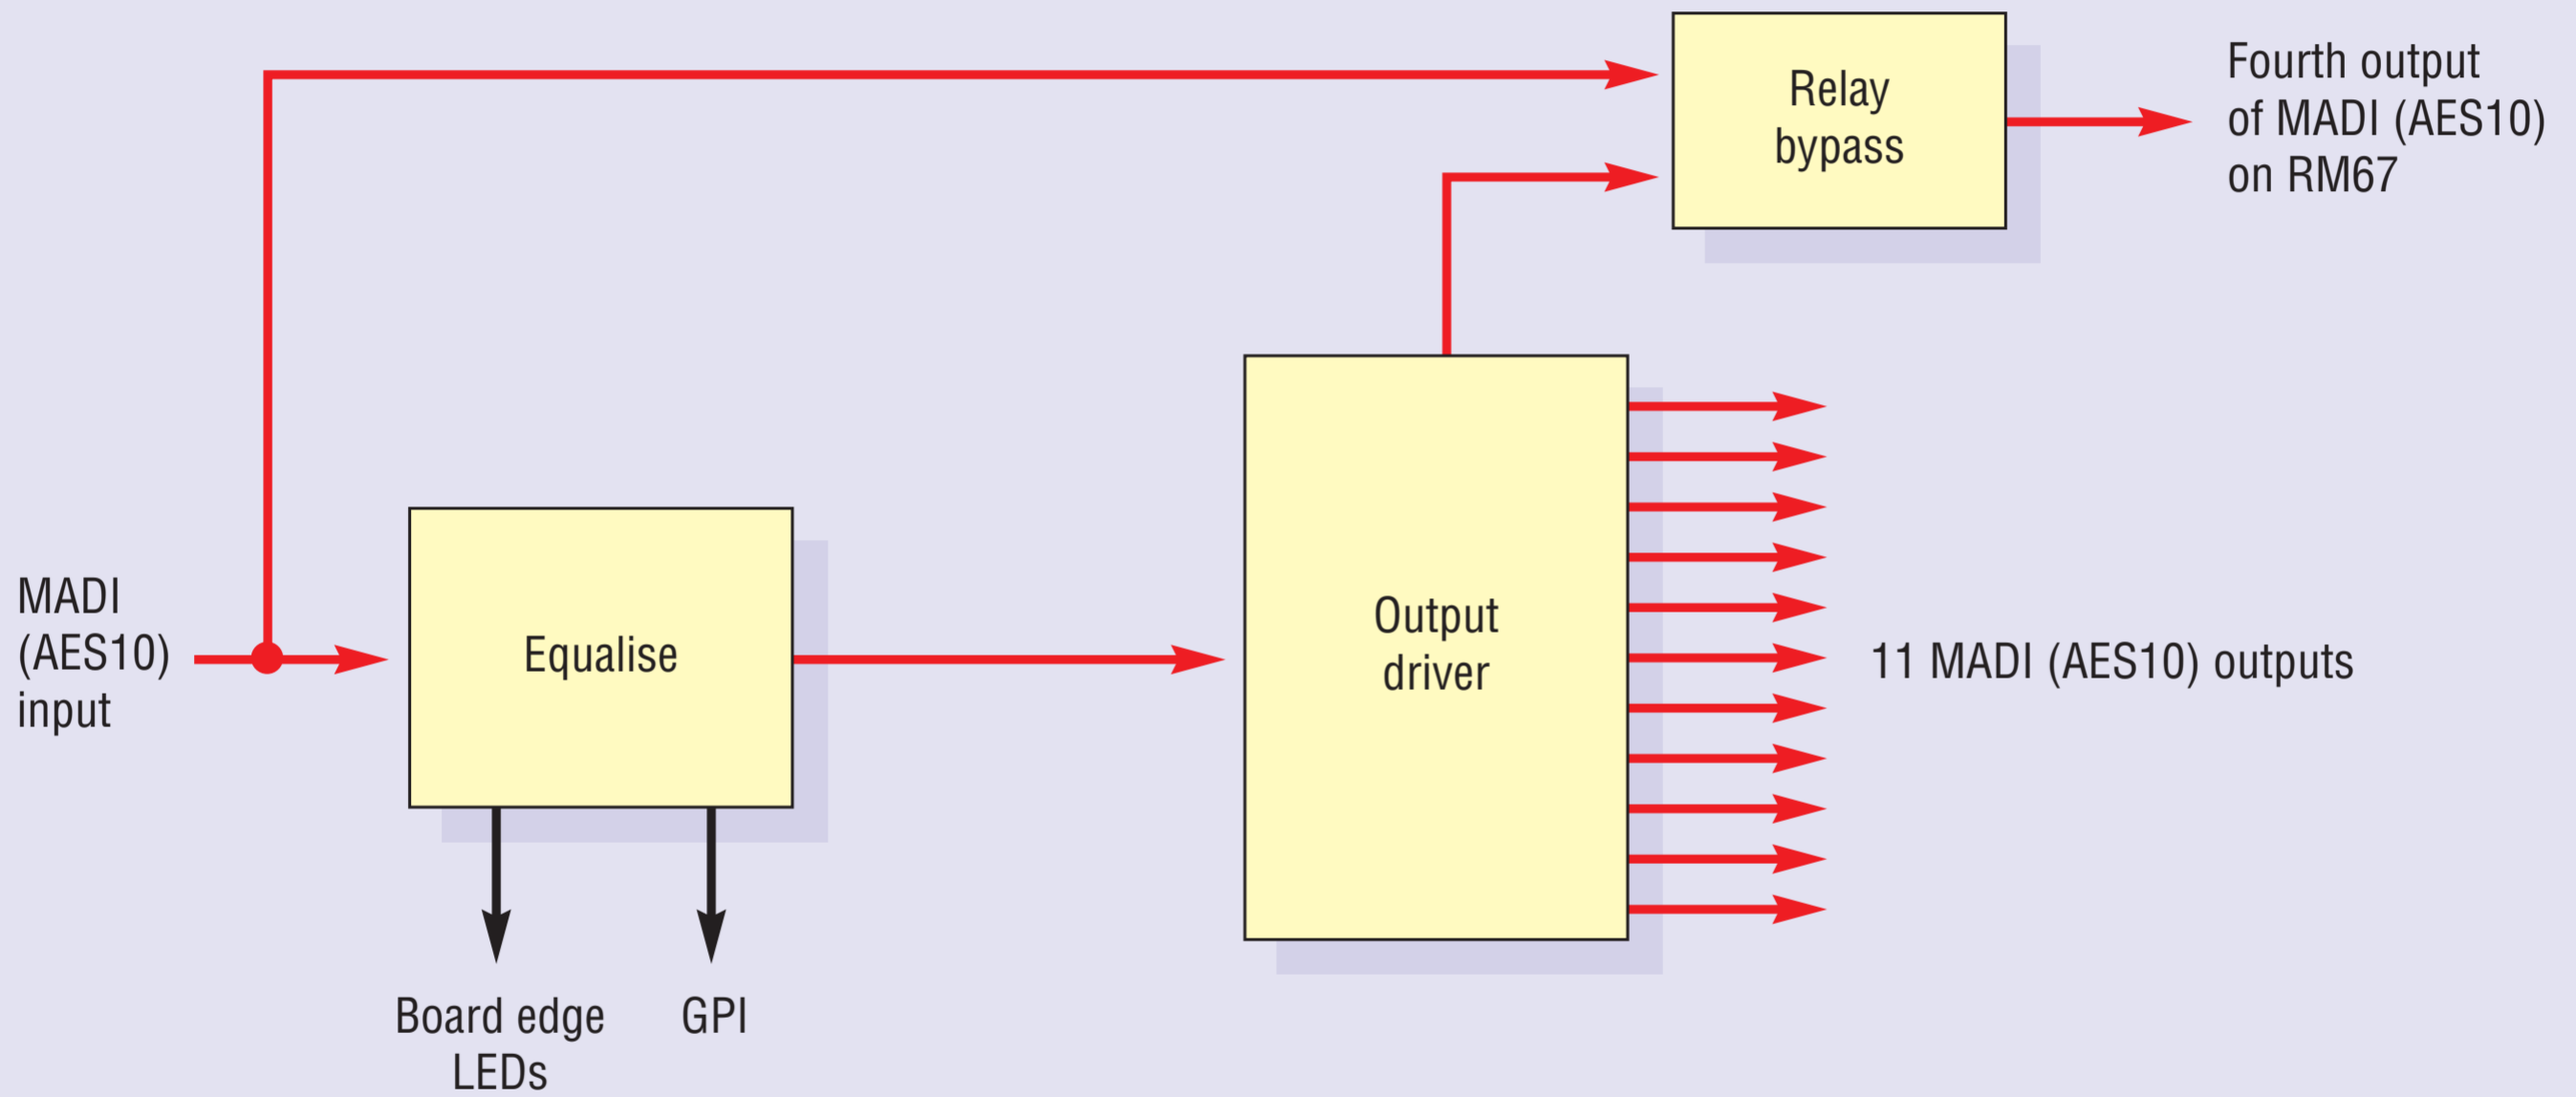 Relay
bypass
Fourth output
of MADI (AES10)
on RM67
MADI
(AES10)
input
Equalise
Output
driver
11 MADI (AES10) outputs
Board edge
LEDs
GPI